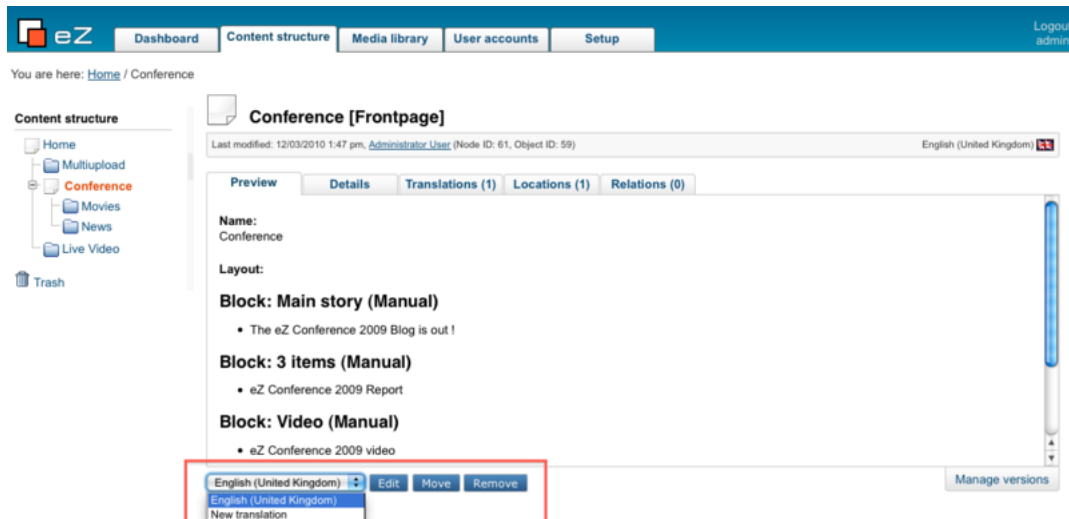 eZ
Dashboard
Content structure
Media library
User accounts
Setup
Logout
admin
You are here: Home / Conference
Content structure
Home
Multiupload
Conference
Movies
News
Live Video
Trash
Conference [Frontpage]
Last modified: 12/03/2010 1:47 pm, Administrator User (Node ID: 61, Object ID: 59)
English (United Kingdom)
Preview
Details
Translations (1)
Locations (1)
Relations (0)
Name:
Conference
Layout:
Block: Main story (Manual)
• The eZ Conference 2009 Blog is out !
Block: 3 items (Manual)
• eZ Conference 2009 Report
Block: Video (Manual)
• eZ Conference 2009 video
English (United Kingdom)
Edit
Move
Remove
Manage versions
English (United Kingdom)
New translation